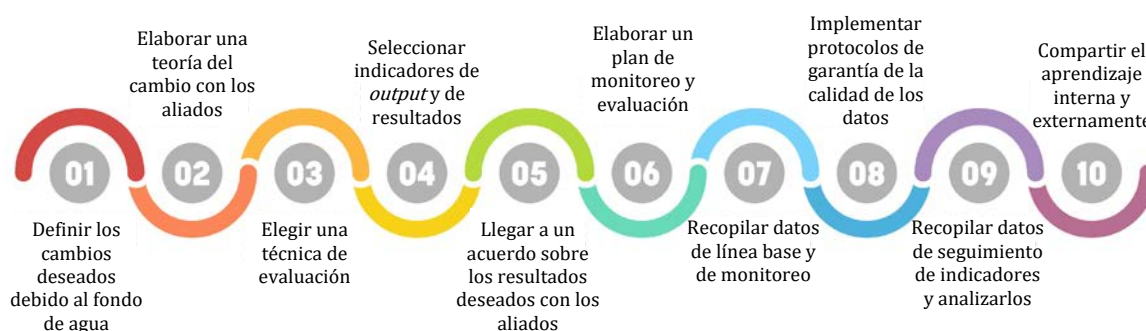 01
Definir los
cambios
deseados
debido al fondo
de agua
Elaborar una
teoría del
cambio con los
aliados
02
03
Elegir una
técnica de
evaluación
Seleccionar
indicadores de
output y de
resultados
04
05
Llegar a un
acuerdo sobre
los resultados
deseados con los
aliados
Elaborar un
plan de
monitoreo y
evaluación
06
07
Recopilar datos
de línea base y
de monitoreo
Implementar
protocolos de
garantía de la
calidad de los
datos
08
09
Recopilar datos
de seguimiento
de indicadores
y analizarlos
Compartir el
aprendizaje
interna y
externamente
10